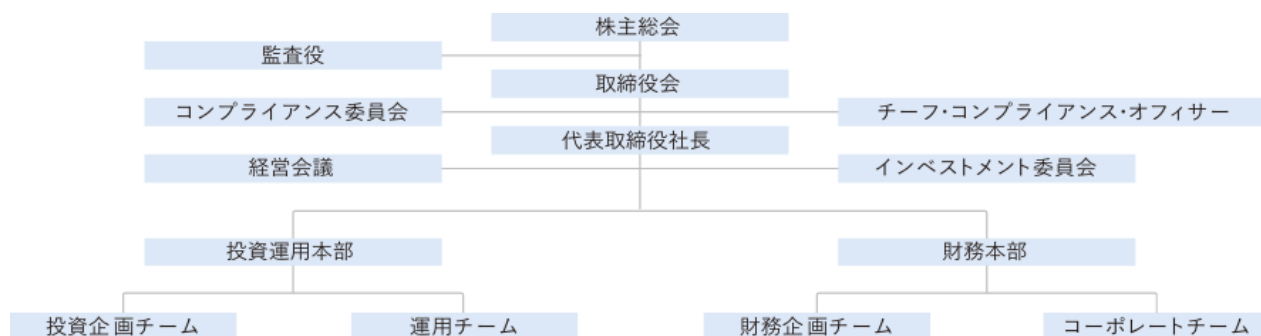 株主総会
監査役
取締役会
コンプライアンス委員会
チーフ・コンプライアンス・オフィサー
代表取締役社長
経営会議
インベストメント委員会
投資運用本部
財務本部
投資企画チーム
運用チーム
財務企画チーム
コーポレートチーム